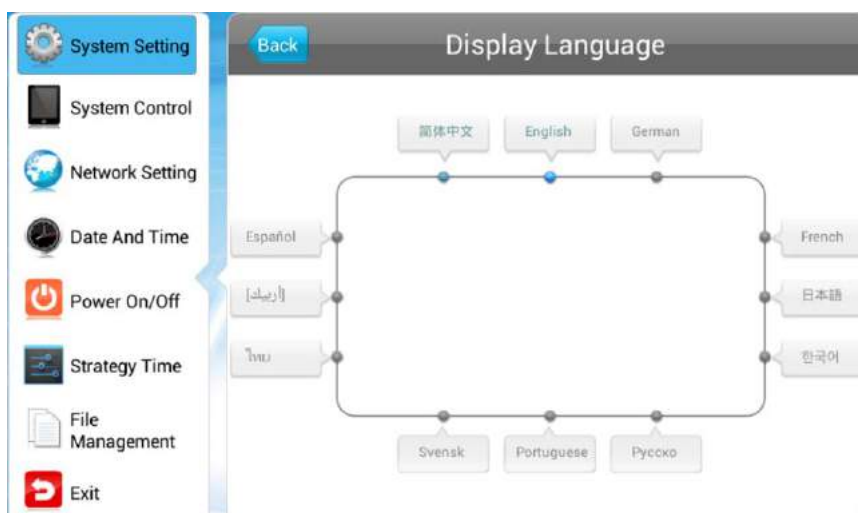 System Setting
System Control
Network Setting
Date And Time
Power On/Off
Strategy Time
File
Management
Exit
Back
Display Language
简体中文
English
German
Español
[أربيك]
ไทย
French
日本語
한국어
Svensk
Portuguese
Русско